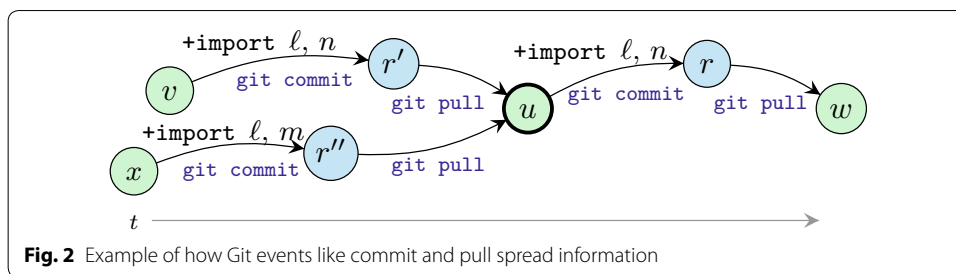 +import ℓ, n
git commit
v
r′
git pull
+import ℓ, n
git commit
u
r
git pull
w
+import ℓ, m
git commit
x
r′′
git pull
t
Fig. 2 Example of how Git events like commit and pull spread information